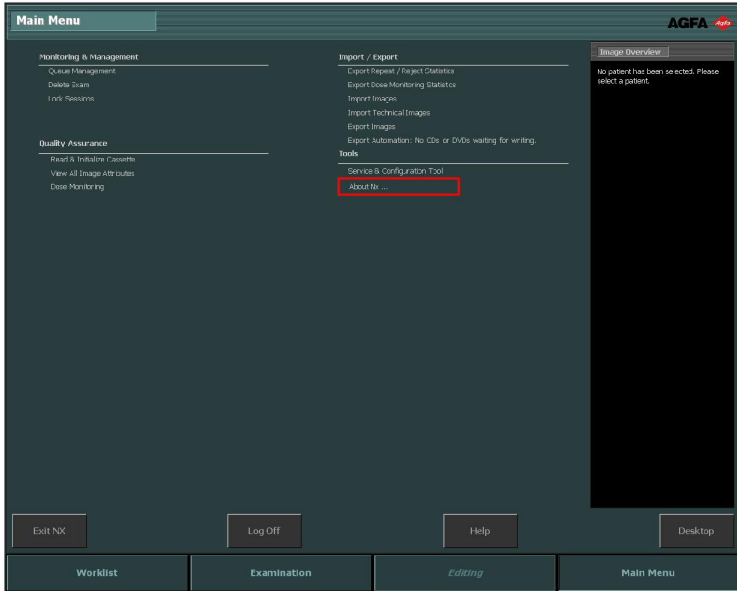 Main Menu
AGFA
Agfa
Monitoring & Management
Queue Management
Delete Exam
Lock Sessions
Quality Assurance
Read & Initialize Cassette
View All Image Attributes
Dose Monitoring
Import / Export
Export Repeat / Reject Statistics
Export Dose Monitoring Statistics
Import Images
Import Technical Images
Export Images
Export Automation: No CDs or DVDs waiting for writing.
Tools
Service & Configuration Tool
About Nx ...
Image Overview
No patient has been selected. Please
select a patient.
Exit NX
Log Off
Help
Desktop
Worklist
Examination
Editing
Main Menu